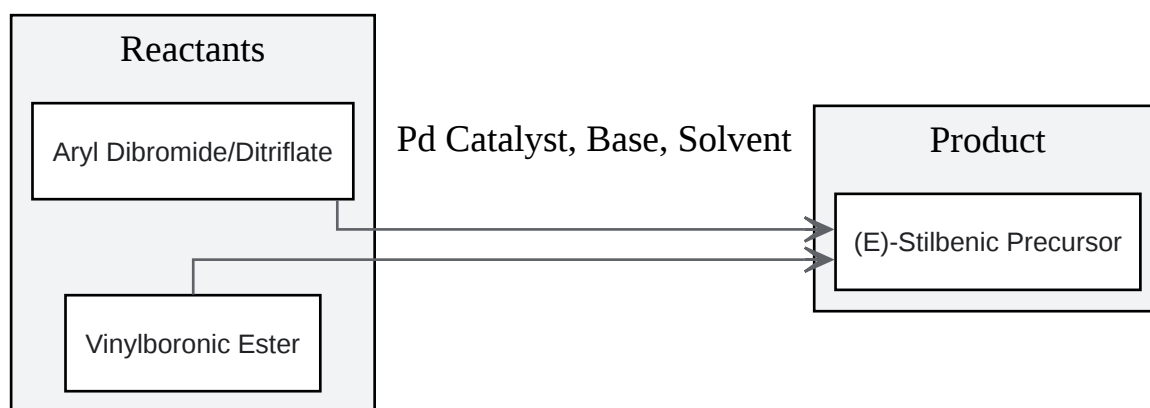 Reactants
Aryl Dibromide/Ditriflate
Vinylboronic Ester
Pd Catalyst, Base, Solvent
Product
(E)-Stilbenic Precursor